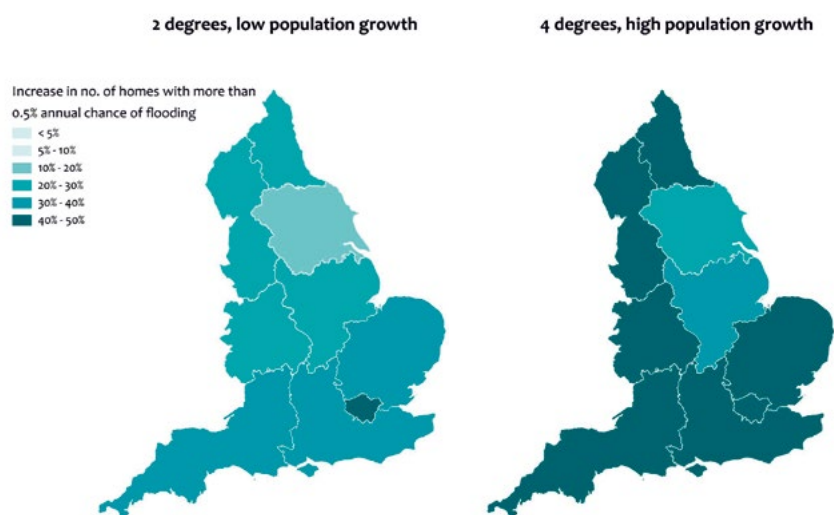 2 degrees, low population growth
4 degrees, high population growth
Increase in no. of homes with more than
0.5% annual chance of flooding
< 5%
5% - 10%
10% - 20%
20% - 30%
30% - 40%
40% - 50%